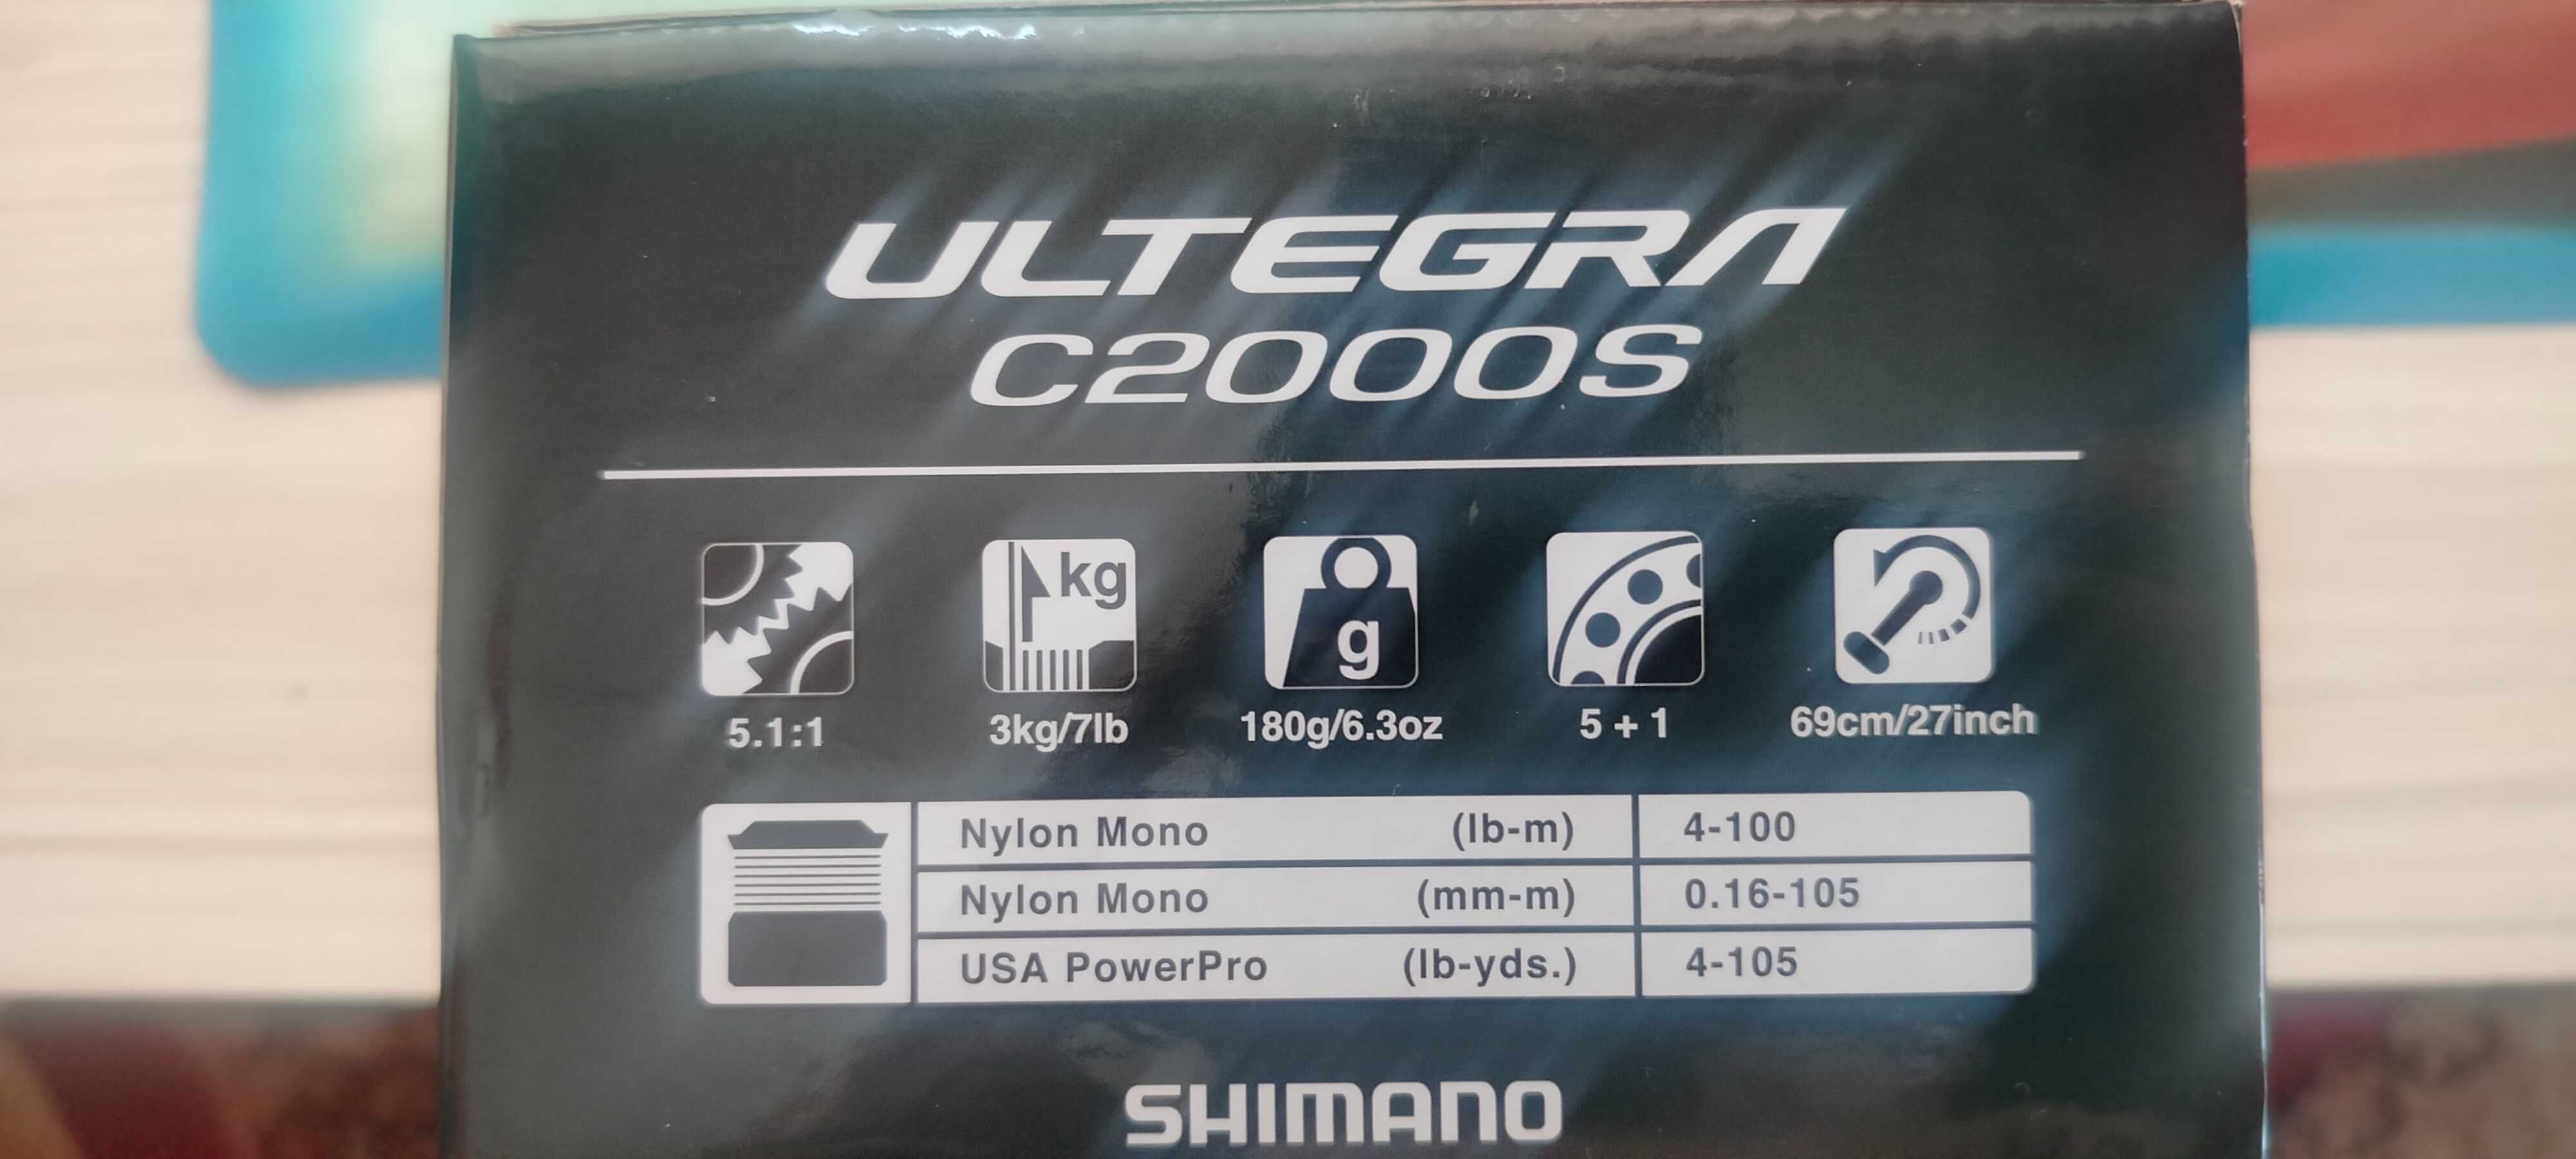 ULTEGRA
C2000S
kg
g
5.1:1 3kg/7lb 180g/6.3oz 5 + 1 69cm/27inch
Nylon Mono (lb-m) 4-100
Nylon Mono (mm-m) 0.16-105
USA PowerPro (lb-yds.) 4-105
SHIMANO